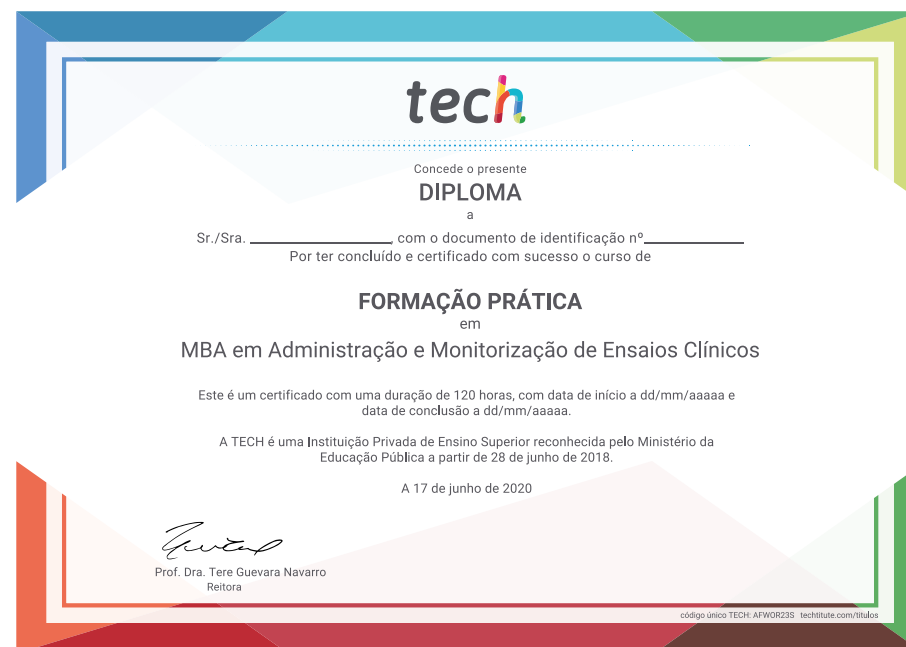 tech
Concede o presente
DIPLOMA
a
Sr./Sra. ____________________, com o documento de identificação nº______________
Por ter concluído e certificado com sucesso o curso de
FORMAÇÃO PRÁTICA
em
MBA em Administração e Monitorização de Ensaios Clínicos
Este é um certificado com uma duração de 120 horas, com data de início a dd/mm/aaaaa e
data de conclusão a dd/mm/aaaaa.
A TECH é uma Instituição Privada de Ensino Superior reconhecida pelo Ministério da
Educação Pública a partir de 28 de junho de 2018.
A 17 de junho de 2020
Prof. Dra. Tere Guevara Navarro
Reitora
código único TECH: AFWOR23S techtitute.com/titulos